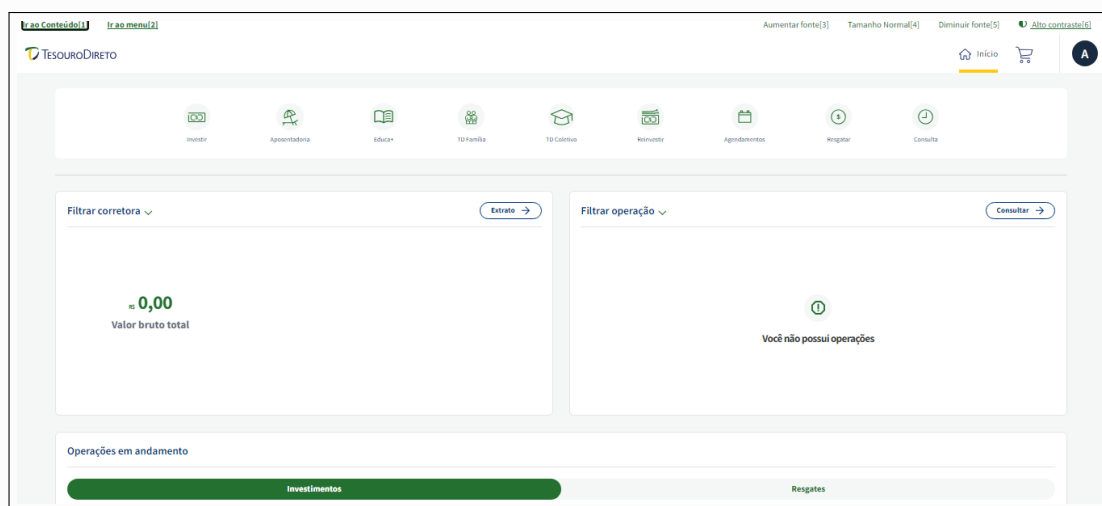 Ir ao Conteúdo[1] Ir ao menu[2] Aumentar fonte[3] Tamanho Normal[4] Diminuir fonte[5] Alto contraste[6]
TesouroDireto Início A
Investir Aposentadoria Educa+ TD Família TD Coletivo Reinvestir Agendamentos Resgatar Consulta
Filtrar corretora Extrato → Filtrar operação Consultar →
R$ 0,00
Valor bruto total
Você não possui operações
Operações em andamento
Investimentos Resgates